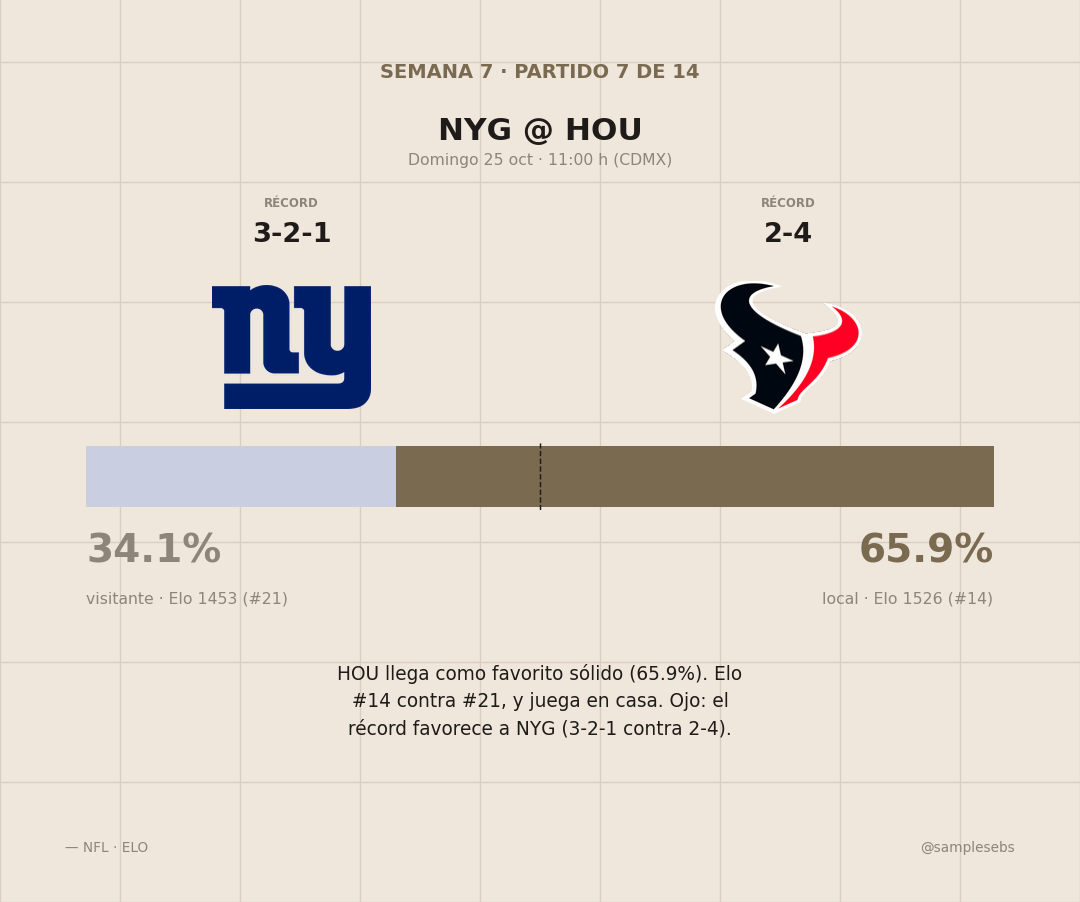 SEMANA 7 · PARTIDO 7 DE 14
NYG @ HOU
Domingo 25 oct · 11:00 h (CDMX)
RÉCORD
3-2-1
RÉCORD
2-4
ny
34.1%
65.9%
visitante · Elo 1453 (#21)
local · Elo 1526 (#14)
HOU llega como favorito sólido (65.9%). Elo
#14 contra #21, y juega en casa. Ojo: el
récord favorece a NYG (3-2-1 contra 2-4).
— NFL · ELO
@samplesebs